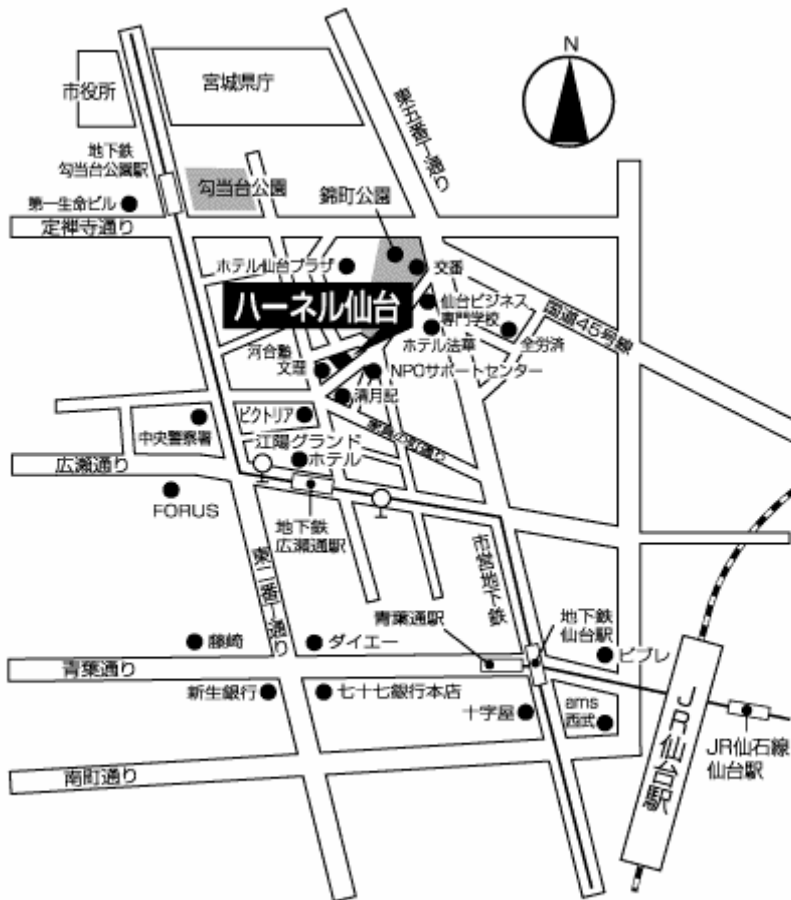 N
市役所
宮城県庁
東五番丁通り
地下鉄
勾当台公園駅
勾当台公園
錦町公園
第一生命ビル
定禅寺通り
ホテル仙台プラザ
交番
ハーネル仙台
仙台ビジネス
専門学校
国道45号線
ホテル法華
全労済
河合塾
文理
NPOサポートセンター
清月記
ビクトリア
中央警察署
江陽グランド
ホテル
広瀬通り
FORUS
地下鉄
広瀬通駅
東二番丁通り
市営地下鉄
青葉通駅
地下鉄
仙台駅
藤崎
ダイエー
ビブレ
青葉通り
新生銀行
七十七銀行本店
十字屋
ams
西武
JR仙台駅
JR仙石線
仙台駅
南町通り